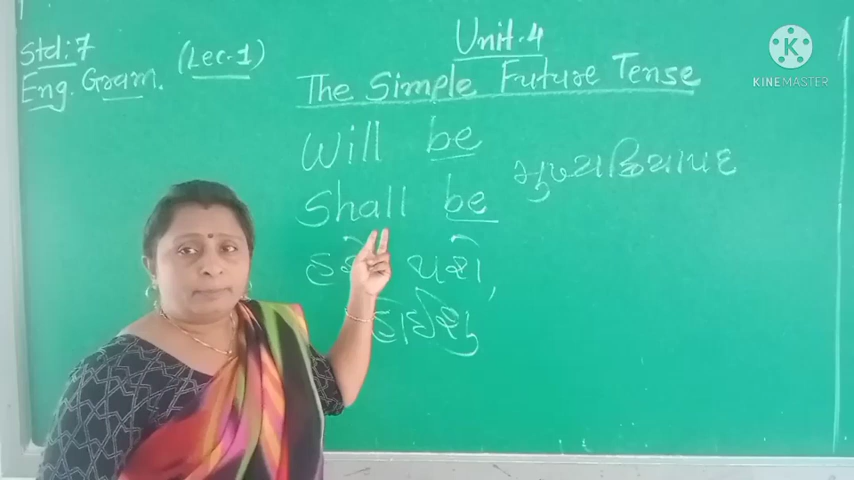 Std:7
Eng. Gram.
(Lec-1)
Unit.4
The Simple Future Tense
Will be
Shall be
મુખ્યક્રિયાપદ
હશે થશે,
હોઈશુ
KINEMASTER